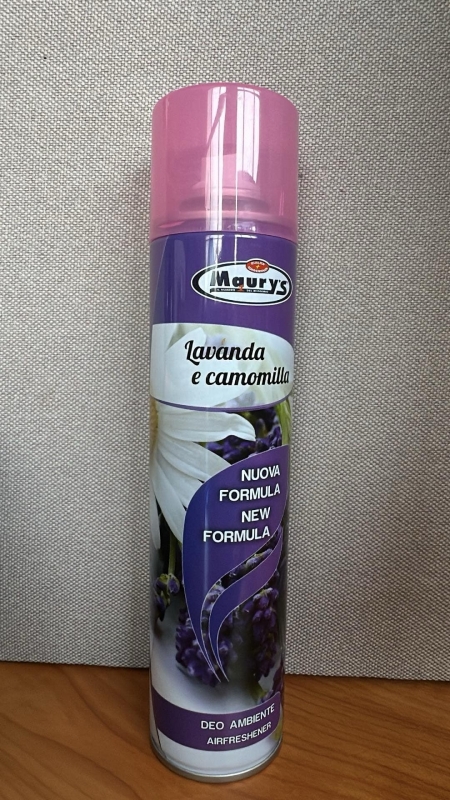 Maury's
Lavanda
e camomilla
NUOVA
FORMULA
NEW
FORMULA
DEO AMBIENTE
AIRFRESHENER